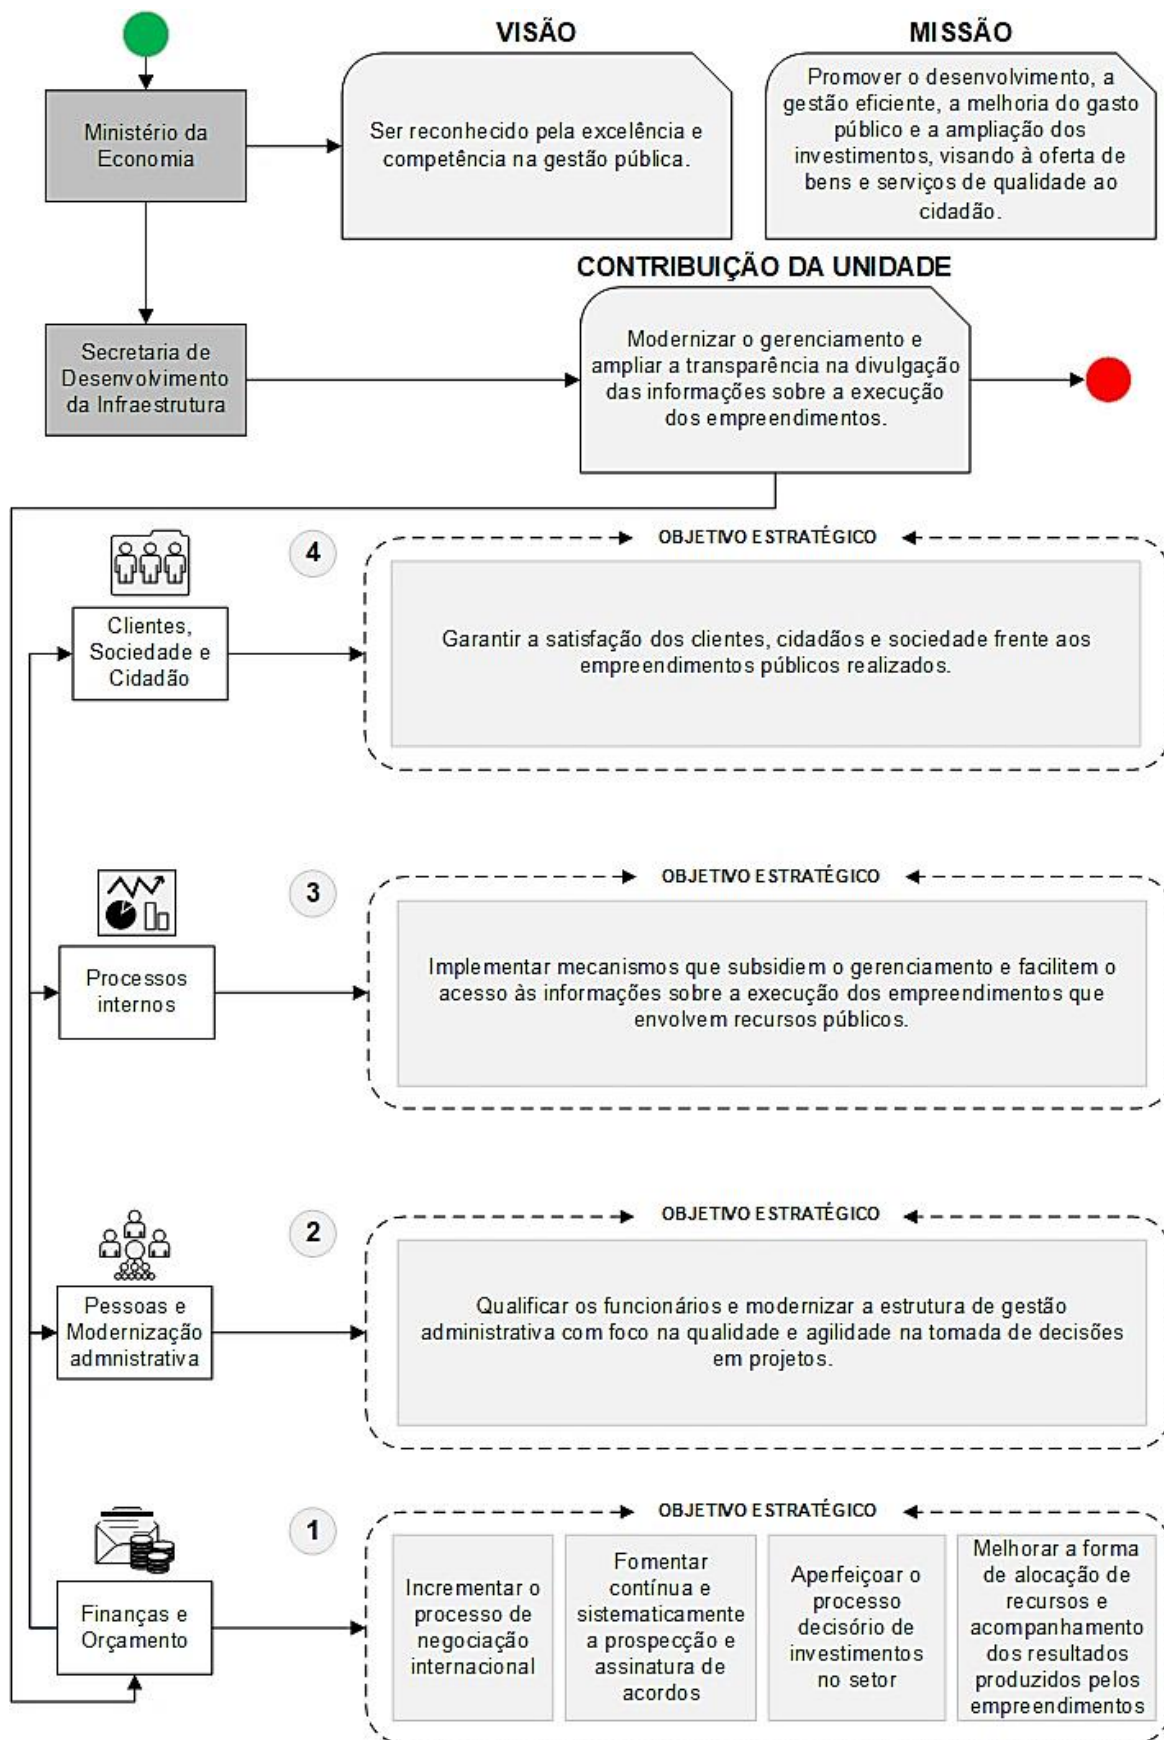 VISÃO
MISSÃO
Ministério da
Economia
Ser reconhecido pela excelência e
competência na gestão pública.
Promover o desenvolvimento, a
gestão eficiente, a melhoria do gasto
público e a ampliação dos
investimentos, visando à oferta de
bens e serviços de qualidade ao
cidadão.
CONTRIBUIÇÃO DA UNIDADE
Secretaria de
Desenvolvimento
da Infraestrutura
Modernizar o gerenciamento e
ampliar a transparência na divulgação
das informações sobre a execução
dos empreendimentos.
4
OBJETIVO ESTRATÉGICO
Clientes,
Sociedade e
Cidadão
Garantir a satisfação dos clientes, cidadãos e sociedade frente aos
empreendimentos públicos realizados.
3
OBJETIVO ESTRATÉGICO
Processos
internos
Implementar mecanismos que subsidiem o gerenciamento e facilitem o
acesso às informações sobre a execução dos empreendimentos que
envolvem recursos públicos.
2
OBJETIVO ESTRATÉGICO
Pessoas e
Modernização
admnistrativa
Qualificar os funcionários e modernizar a estrutura de gestão
administrativa com foco na qualidade e agilidade na tomada de decisões
em projetos.
1
OBJETIVO ESTRATÉGICO
Finanças e
Orçamento
Incrementar o
processo de
negociação
internacional
Fomentar
contínua e
sistematicamente
a prospecção e
assinatura de
acordos
Aperfeiçoar o
processo
decisório de
investimentos
no setor
Melhorar a forma
de alocação de
recursos e
acompanhamento
dos resultados
produzidos pelos
empreendimentos